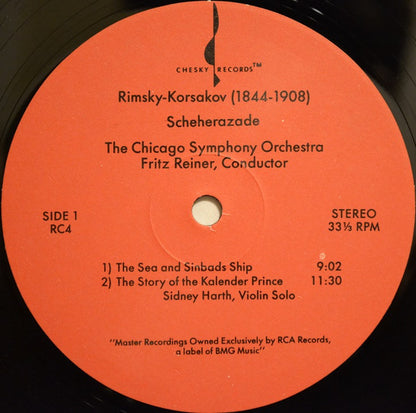 CHESKY RECORDS™
Rimsky-Korsakov (1844-1908)
Scheherazade
The Chicago Symphony Orchestra
Fritz Reiner, Conductor
SIDE 1
RC4
STEREO
33⅓ RPM
1) The Sea and Sinbads Ship 9:02
2) The Story of the Kalender Prince 11:30
Sidney Harth, Violin Solo
"Master Recordings Owned Exclusively by RCA Records,
a label of BMG Music"